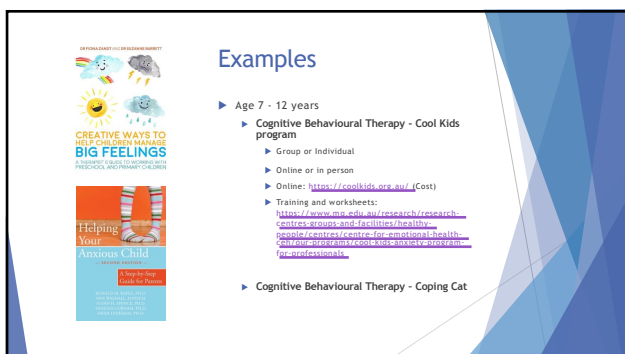 Examples
DR FIONA ZANDT AND DR SUZANNE BARRETT
CREATIVE WAYS TO
HELP CHILDREN MANAGE
BIG FEELINGS
A THERAPIST'S GUIDE TO WORKING WITH
PRESCHOOL AND PRIMARY CHILDREN
Helping
Your
Anxious Child
SECOND EDITION
A Step-by-Step
Guide for Parents
Age 7 - 12 years
Cognitive Behavioural Therapy - Cool Kids
program
Group or Individual
Online or in person
Online: https://coolkids.org.au/ (Cost)
Training and worksheets:
https://www.mq.edu.au/research/research-
centres-groups-and-facilities/healthy-
people/centres/centre-for-emotional-health-
ceh/our-programs/cool-kids-anxiety-program-
for-professionals
Cognitive Behavioural Therapy - Coping Cat